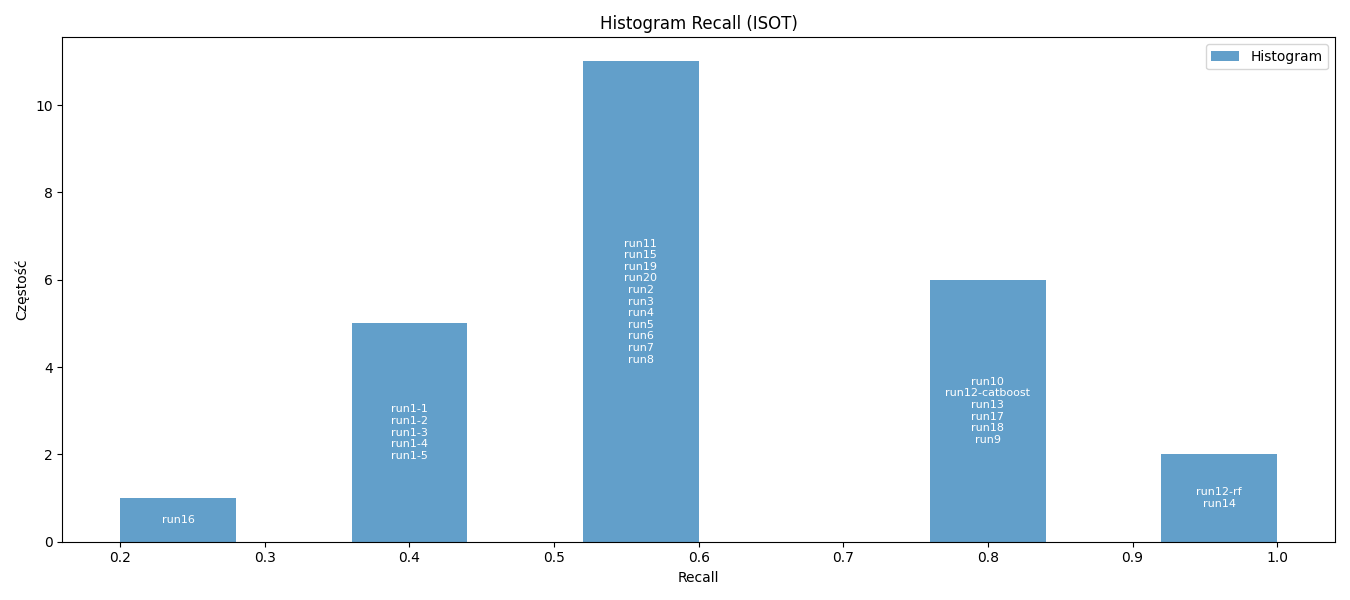 Histogram Recall (ISOT)
Histogram
Częstość
10
8
6
4
2
0
run16
run1-1
run1-2
run1-3
run1-4
run1-5
run11
run15
run19
run20
run2
run3
run4
run5
run6
run7
run8
run10
run12-catboost
run13
run17
run18
run9
run12-rf
run14
0.2 0.3 0.4 0.5 0.6 0.7 0.8 0.9 1.0
Recall